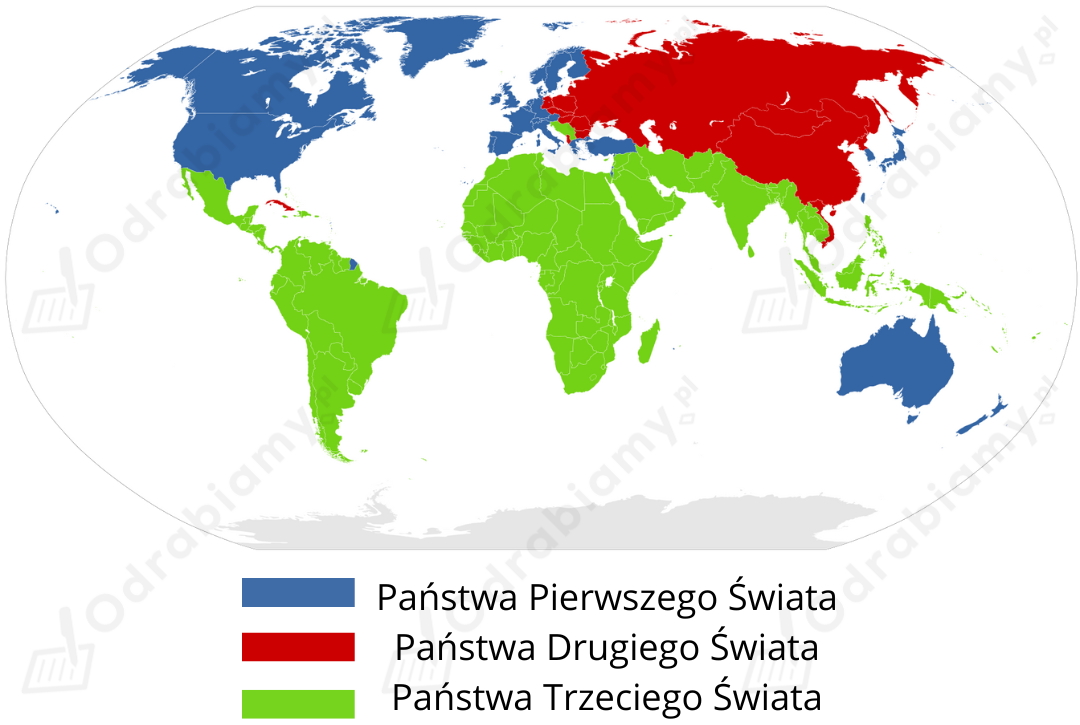 Odrabiamy.pl
Odrabiamy.pl
Odrabiamy.pl
Odrabiamy.pl
Odrabiamy.pl
Odrabiamy.pl
Państwa Pierwszego Świata
Państwa Drugiego Świata
Państwa Trzeciego Świata